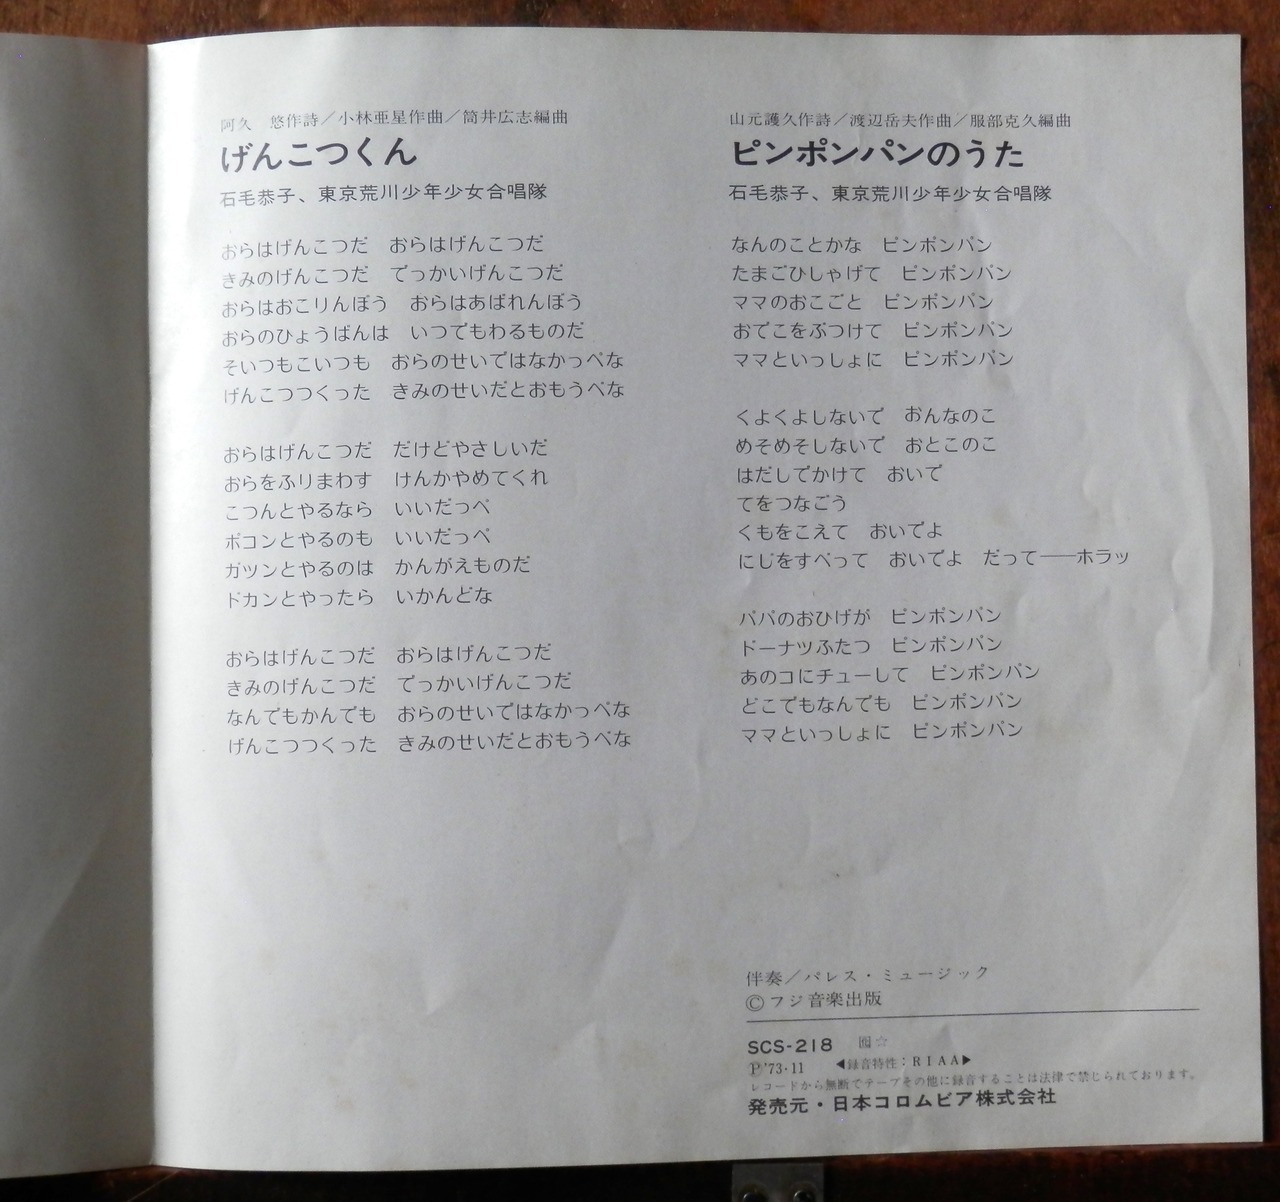 阿久　悠作詩／小林亜星作曲／筒井広志編曲
げんこつくん
石毛恭子、東京荒川少年少女合唱隊
おらはげんこつだ　おらはげんこつだ
きみのげんこつだ　でっかいげんこつだ
おらはおこりんぼう　おらはあばれんぼう
おらのひょうばんは　いつでもわるものだ
そいつもこいつも　おらのせいではなかっぺな
げんこつつくった　きみのせいだとおもうべな
おらはげんこつだ　だけどやさしいだ
おらをふりまわす　けんかやめてくれ
こつんとやるなら　いいだっぺ
ポコンとやるのも　いいだっぺ
ガツンとやるのは　かんがえものだ
ドカンとやったら　いかんどな
おらはげんこつだ　おらはげんこつだ
きみのげんこつだ　でっかいげんこつだ
なんでもかんでも　おらのせいではなかっぺな
げんこつつくった　きみのせいだとおもうべな
山元護久作詩／渡辺岳夫作曲／服部克久編曲
ピンポンパンのうた
石毛恭子、東京荒川少年少女合唱隊
なんのことかな　ピンポンパン
たまごひしゃげて　ピンポンパン
ママのおこごと　ピンポンパン
おでこをぶつけて　ピンポンパン
ママといっしょに　ピンポンパン
くよくよしないで　おんなのこ
めそめそしないで　おとこのこ
はだしでかけて　おいで
てをつなごう
くもをこえて　おいでよ
にじをすべって　おいでよ　だって――ホラッ
パパのおひげが　ピンポンパン
ドーナツふたつ　ピンポンパン
あのコにチューして　ピンポンパン
どこでもなんでも　ピンポンパン
ママといっしょに　ピンポンパン
伴奏／パレス・ミュージック
Ⓒフジ音楽出版
SCS-218　☆
Ⓟ'73・11　◀録音特性：RIAA▶
レコードから無断でテープその他に録音することは法律で禁じられております。
発売元・日本コロムビア株式会社